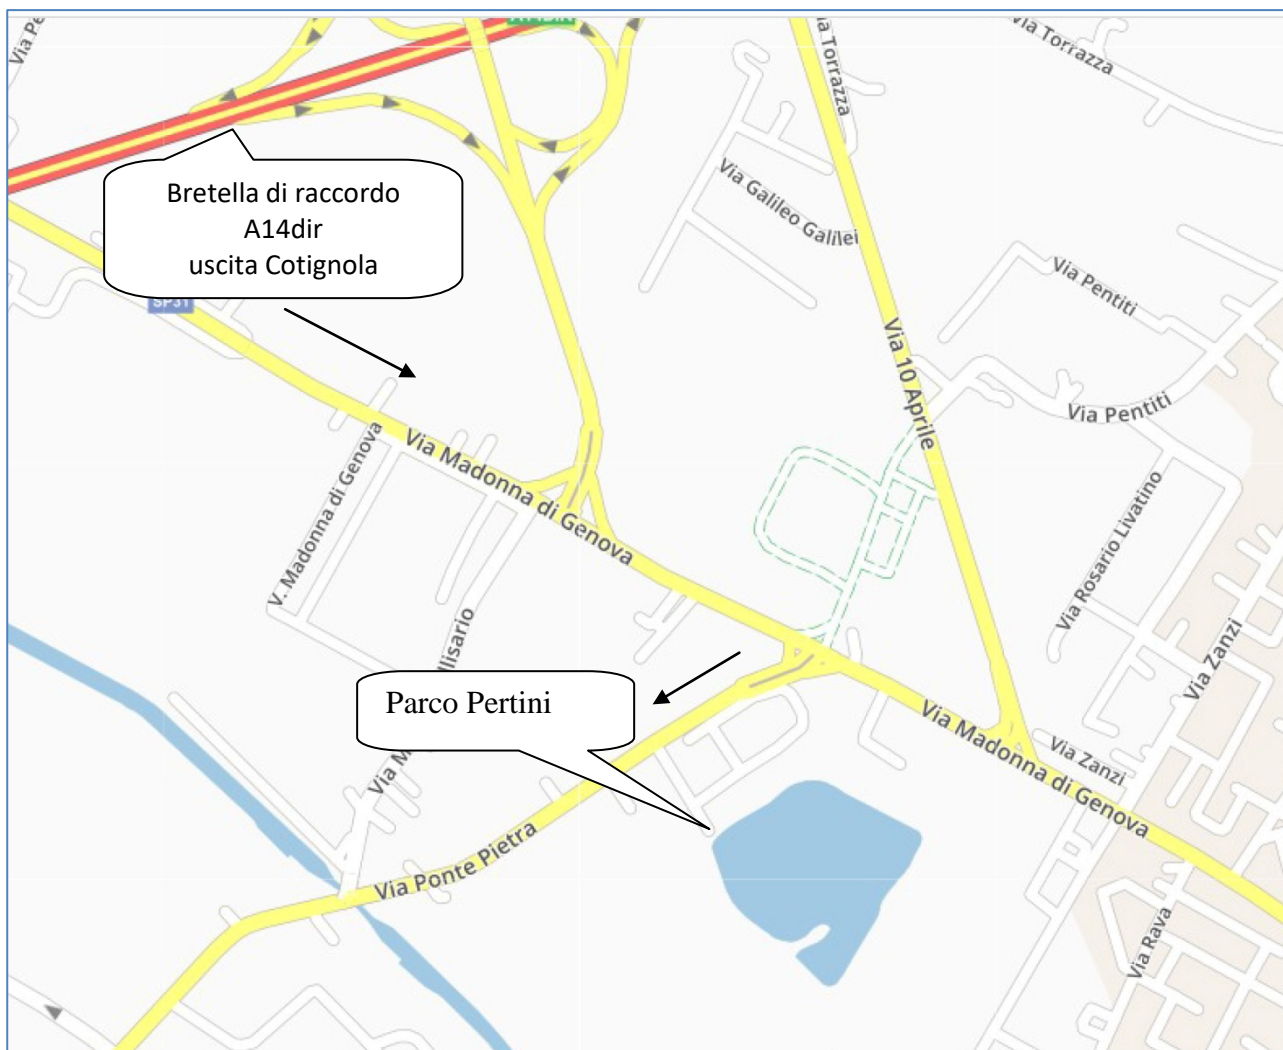 A14DIR
Via Torrazza
Via Torrazza
Via Galileo Galilei
Bretella di raccordo
A14dir
uscita Cotignola
SP31
Via Pentiti
Via 10 Aprile
Via Pentiti
Via Madonna di Genova
V. Madonna di Genova
Via Rosario Livatino
Via Zanzi
Parco Pertini
Via Madonna di Genova
Via Zanzi
Via Ponte Pietra
Via Rava